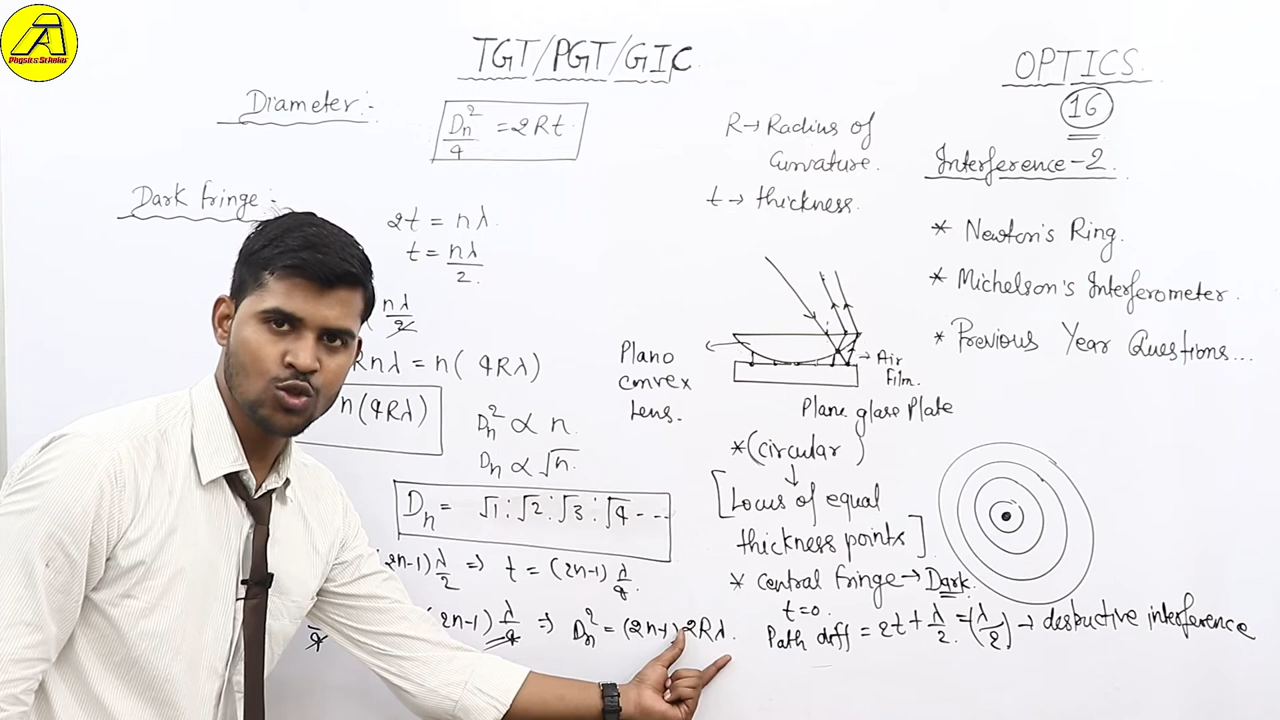 A
Physics Scholar
TGT/PGT/GIC
OPTICS
16
Diameter:-
Dn²/4 = 2Rt
R→ Radius of
Curvature.
t → thickness.
Interference-2
* Newton's Ring.
* Michelson's Interferometer.
* Previous Year Questions...
Dark fringe:-
2t = nλ
t = nλ/2.
nλ/2
Rnλ = n( 4Rλ)
n(4Rλ)
Dn² ∝ n.
Dn ∝ √n.
Dn = √1:√2:√3:√4 ---
2n-1)λ/2 => t = (2n-1) λ/4
(2n-1) λ/4 => Dn² = (2n-1) 2Rλ.
4
Plano
convex
Lens.
Air
Film.
Plane glass Plate
*(circular)
↓
[Locus of equal
thickness points]
* central fringe → Dark.
t=0.
Path diff = 2t + λ/2 = (λ/2) → destructive interference